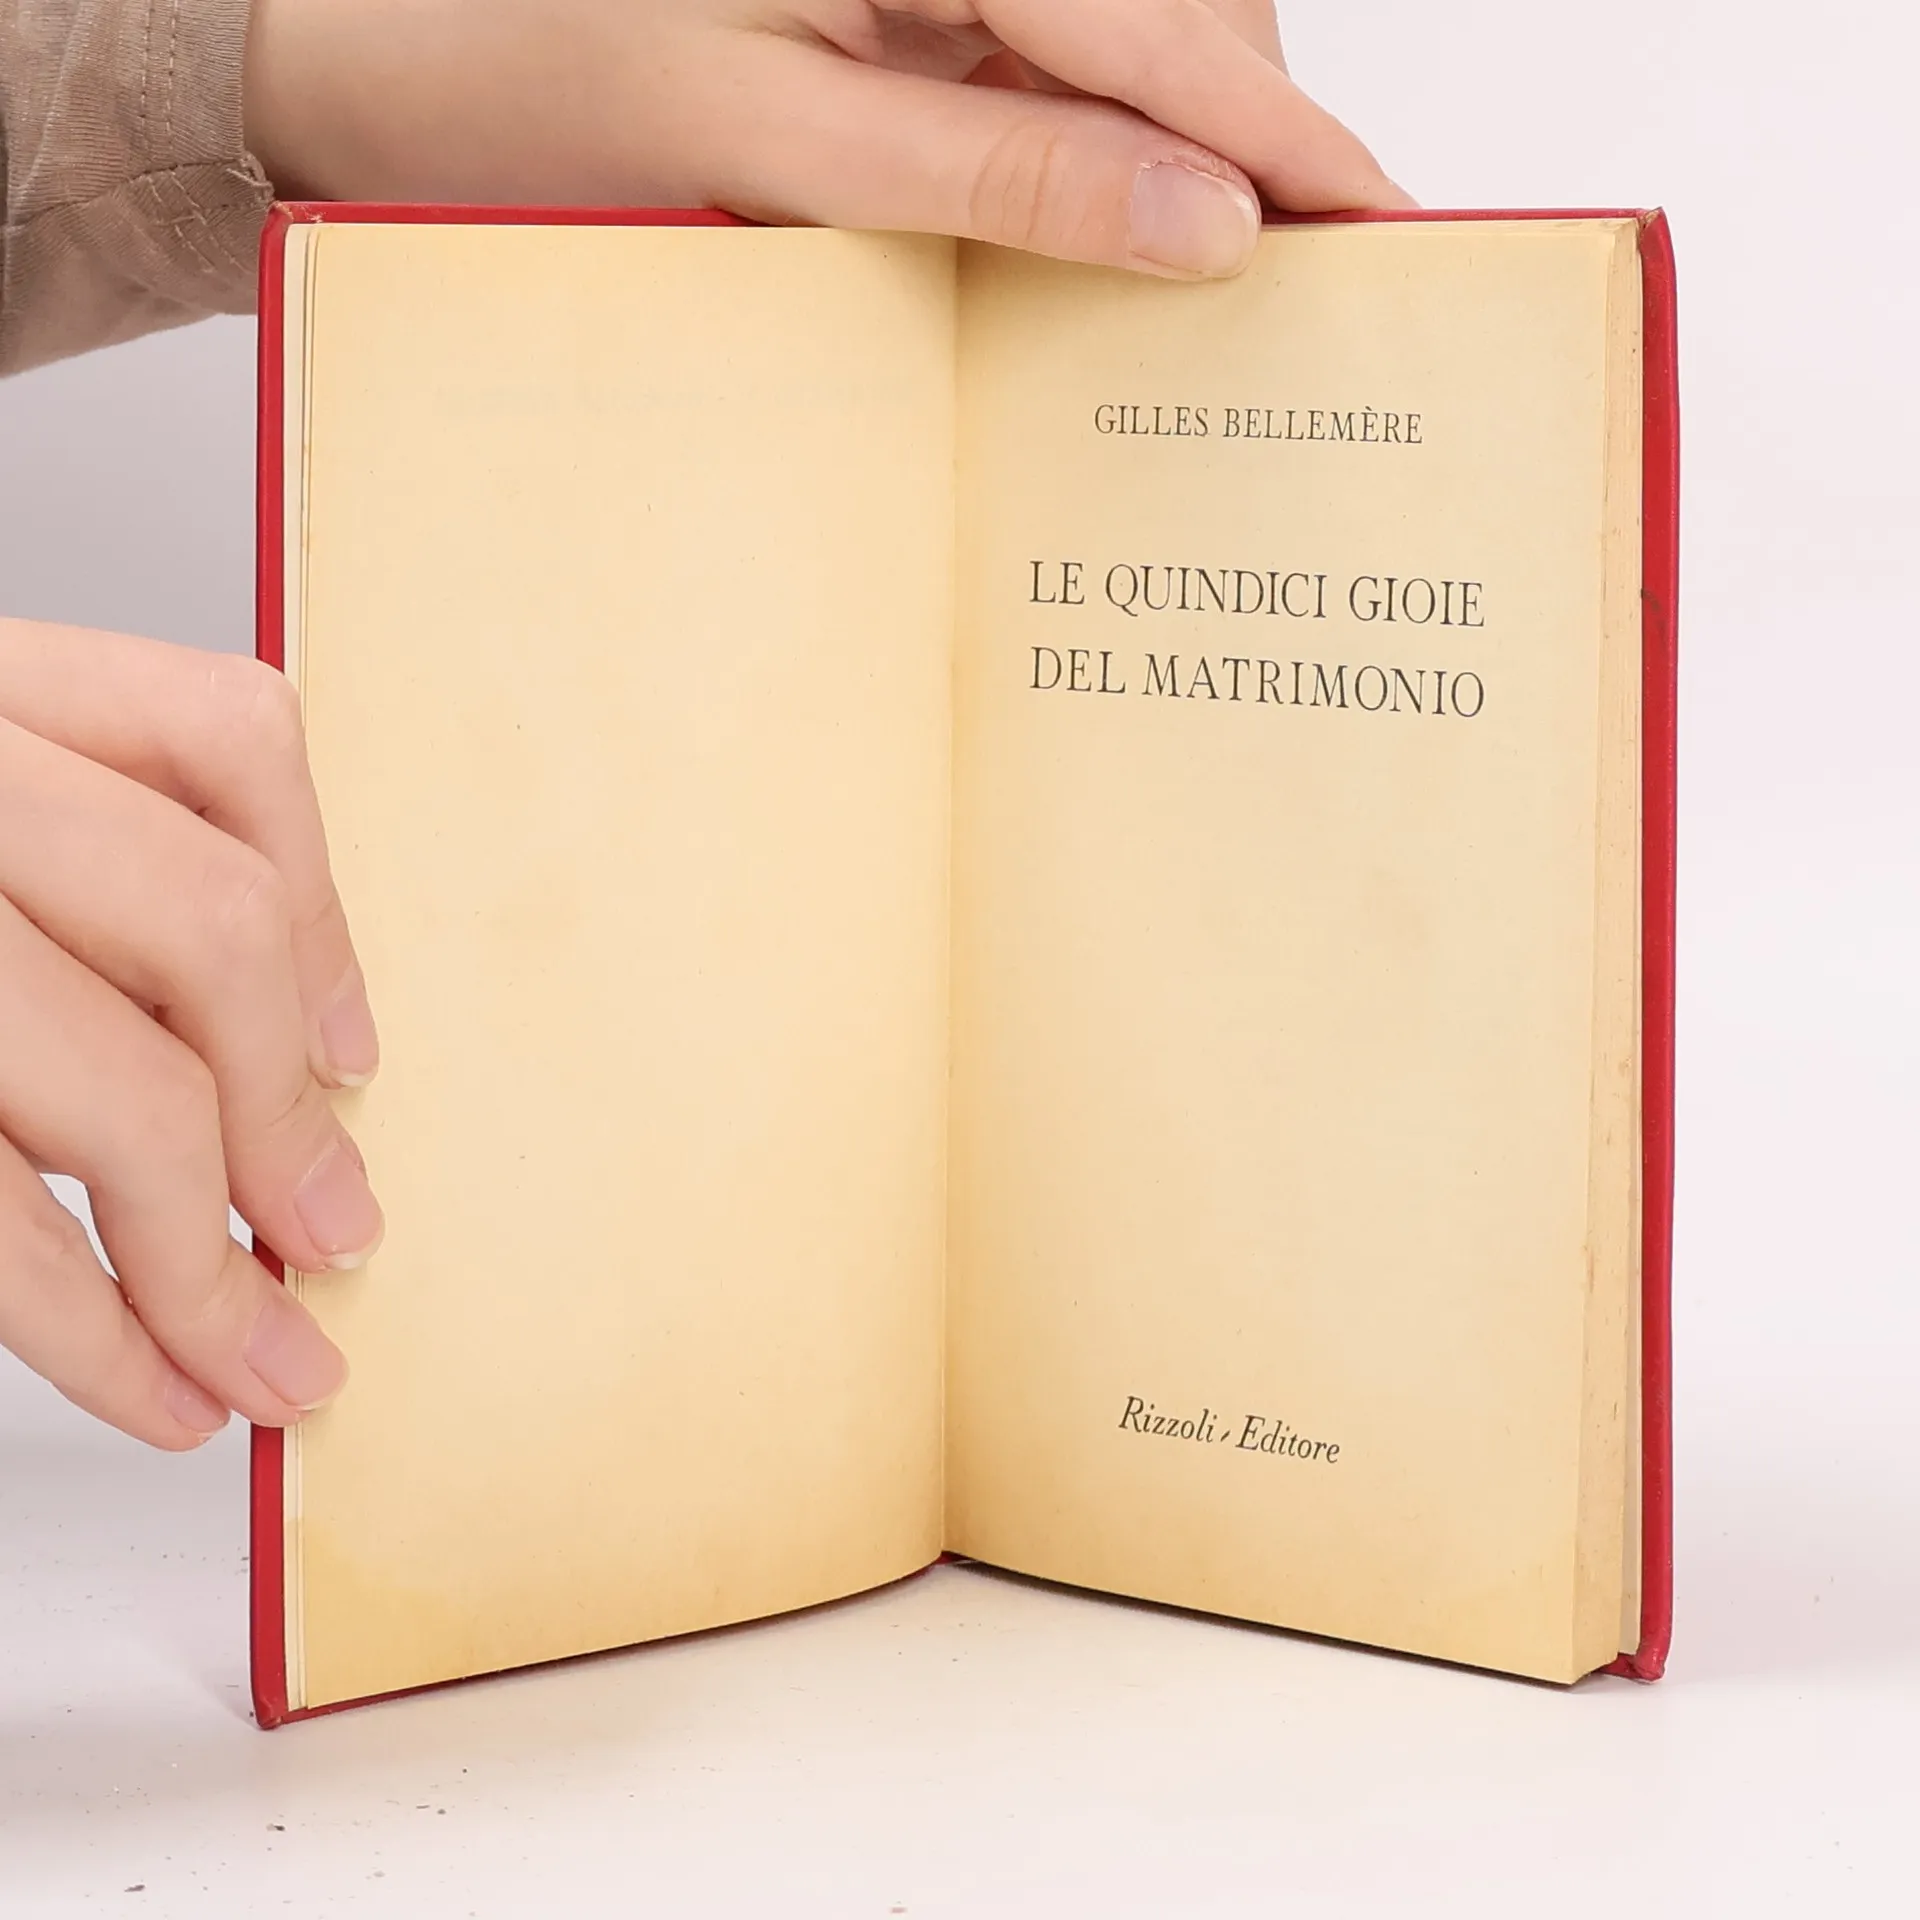 GILLES BELLEMÈRE
LE QUINDICI GIOIE
DEL MATRIMONIO
Rizzoli - Editore